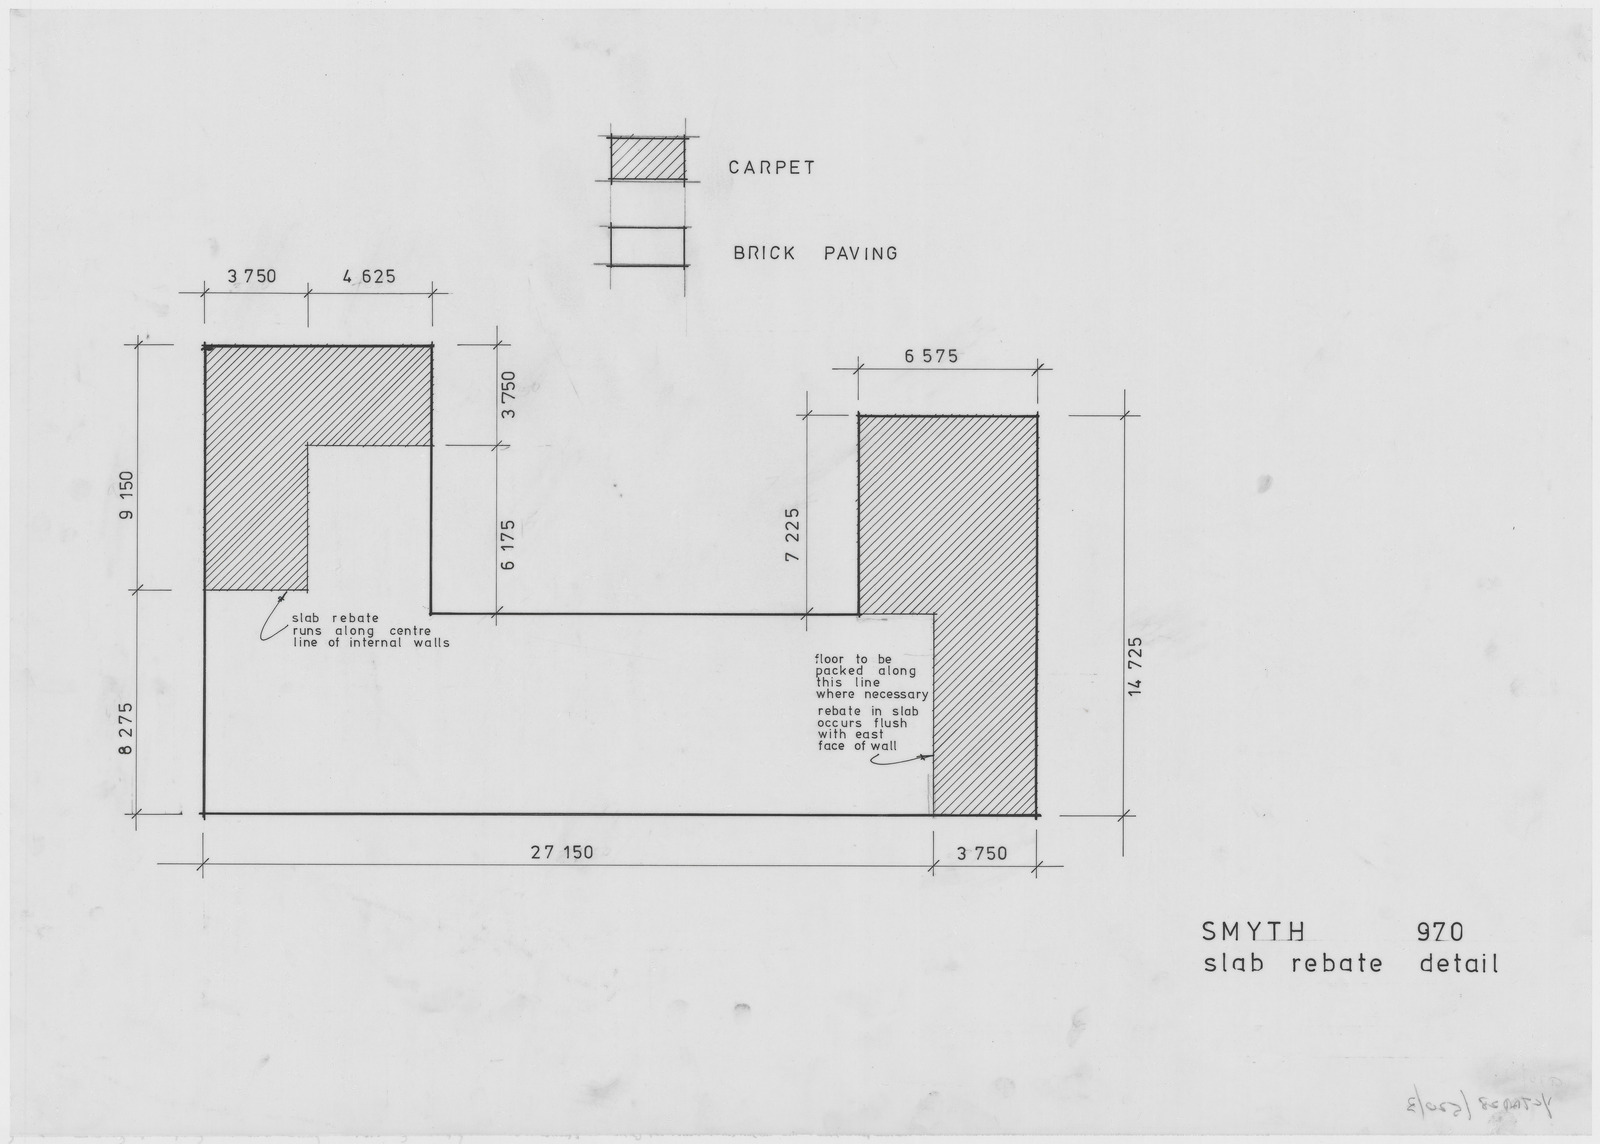 CARPET
BRICK PAVING
3 750
4 625
3 750
6 575
9 150
6 175
7 225
slab rebate
runs along centre
line of internal walls
floor to be
packed along
this line
where necessary
rebate in slab
occurs flush
with east
face of wall
14 725
8 275
27 150
3 750
SMYTH 970
slab rebate detail